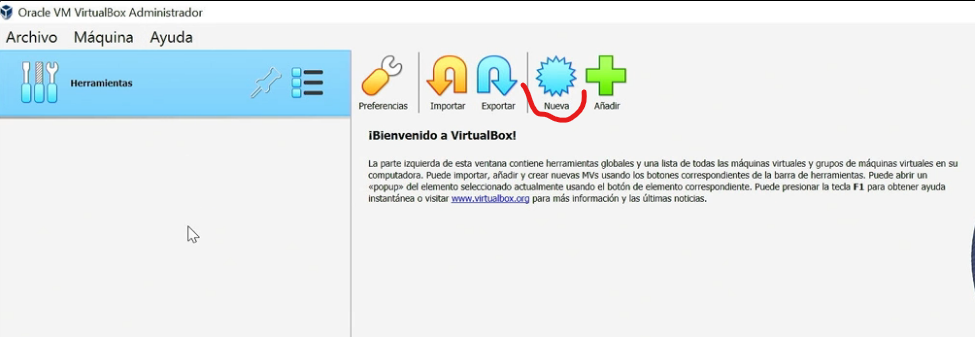 Oracle VM VirtualBox Administrador
Archivo Máquina Ayuda
Herramientas
Preferencias Importar Exportar Nueva Añadir
¡Bienvenido a VirtualBox!
La parte izquierda de esta ventana contiene herramientas globales y una lista de todas las máquinas virtuales y grupos de máquinas virtuales en su
computadora. Puede importar, añadir y crear nuevas MVs usando los botones correspondientes de la barra de herramientas. Puede abrir un
«popup» del elemento seleccionado actualmente usando el botón de elemento correspondiente. Puede presionar la tecla F1 para obtener ayuda
instantánea o visitar www.virtualbox.org para más información y las últimas noticias.